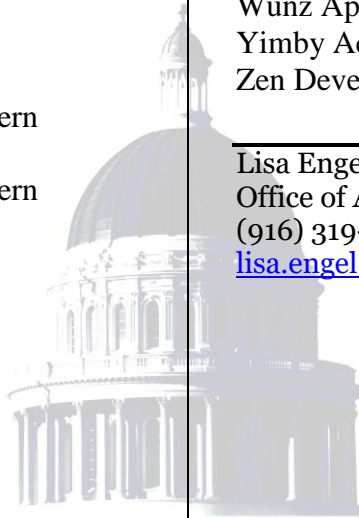 ern
ern
Wunz Ap
Yimby Ac
Zen Deve
Lisa Enge
Office of A
(916) 319-
lisa.engel